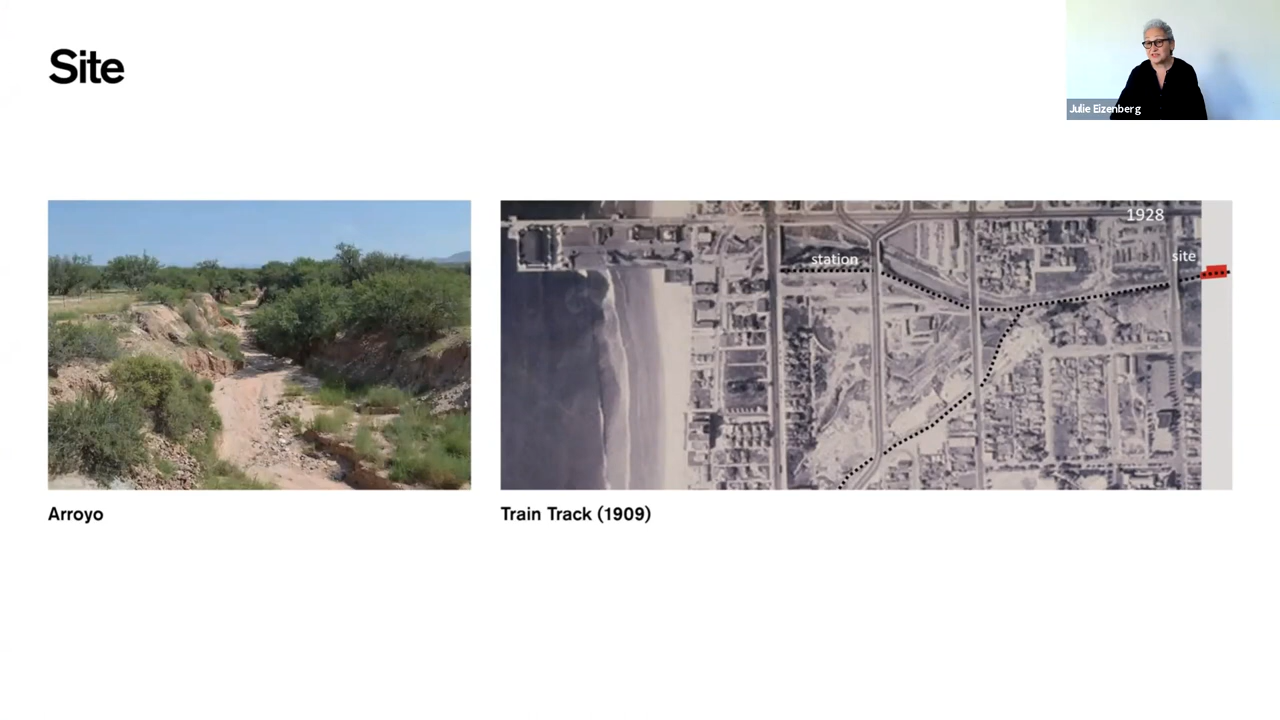 Site
Julie Eizenberg
1928
station
site
Arroyo
Train Track (1909)